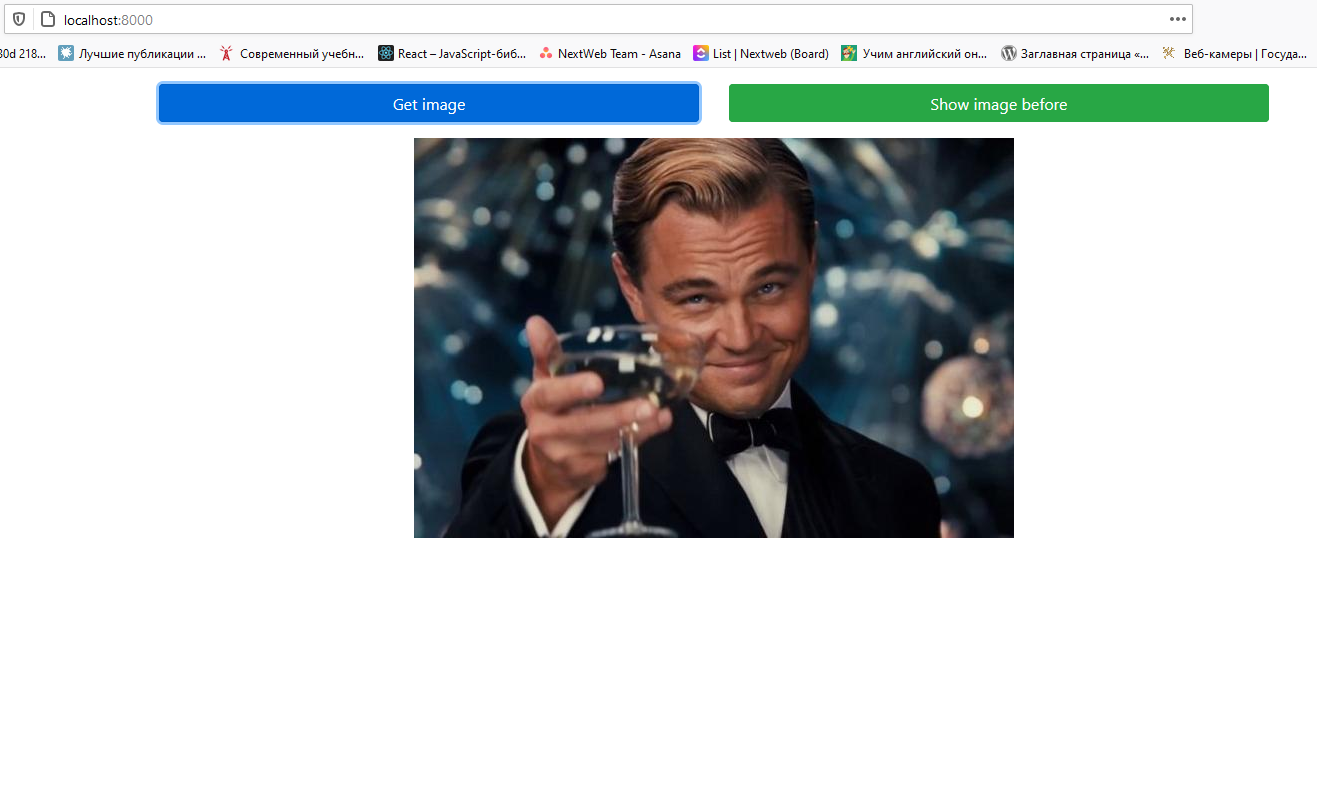 localhost:8000
80d 218... Лучшие публикации ... Современный учебн... React – JavaScript-биб... NextWeb Team - Asana List | Nextweb (Board) Учим английский он... Заглавная страница «... Веб-камеры | Госуда...
Get image Show image before